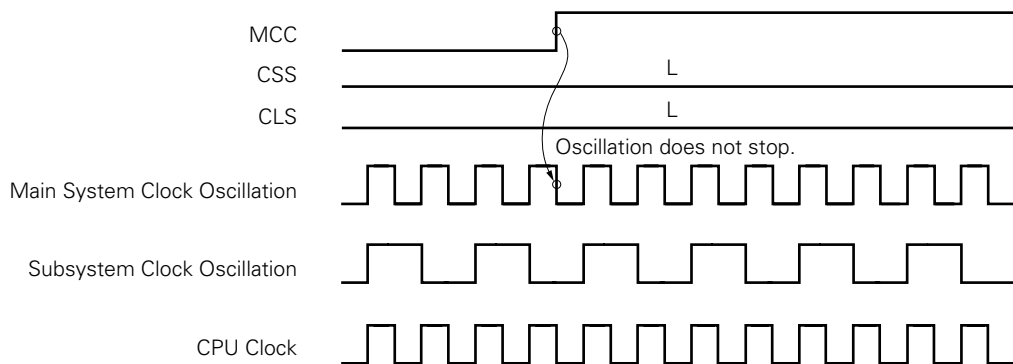 MCC
CSS
L
CLS
L
Oscillation does not stop.
Main System Clock Oscillation
Subsystem Clock Oscillation
CPU Clock